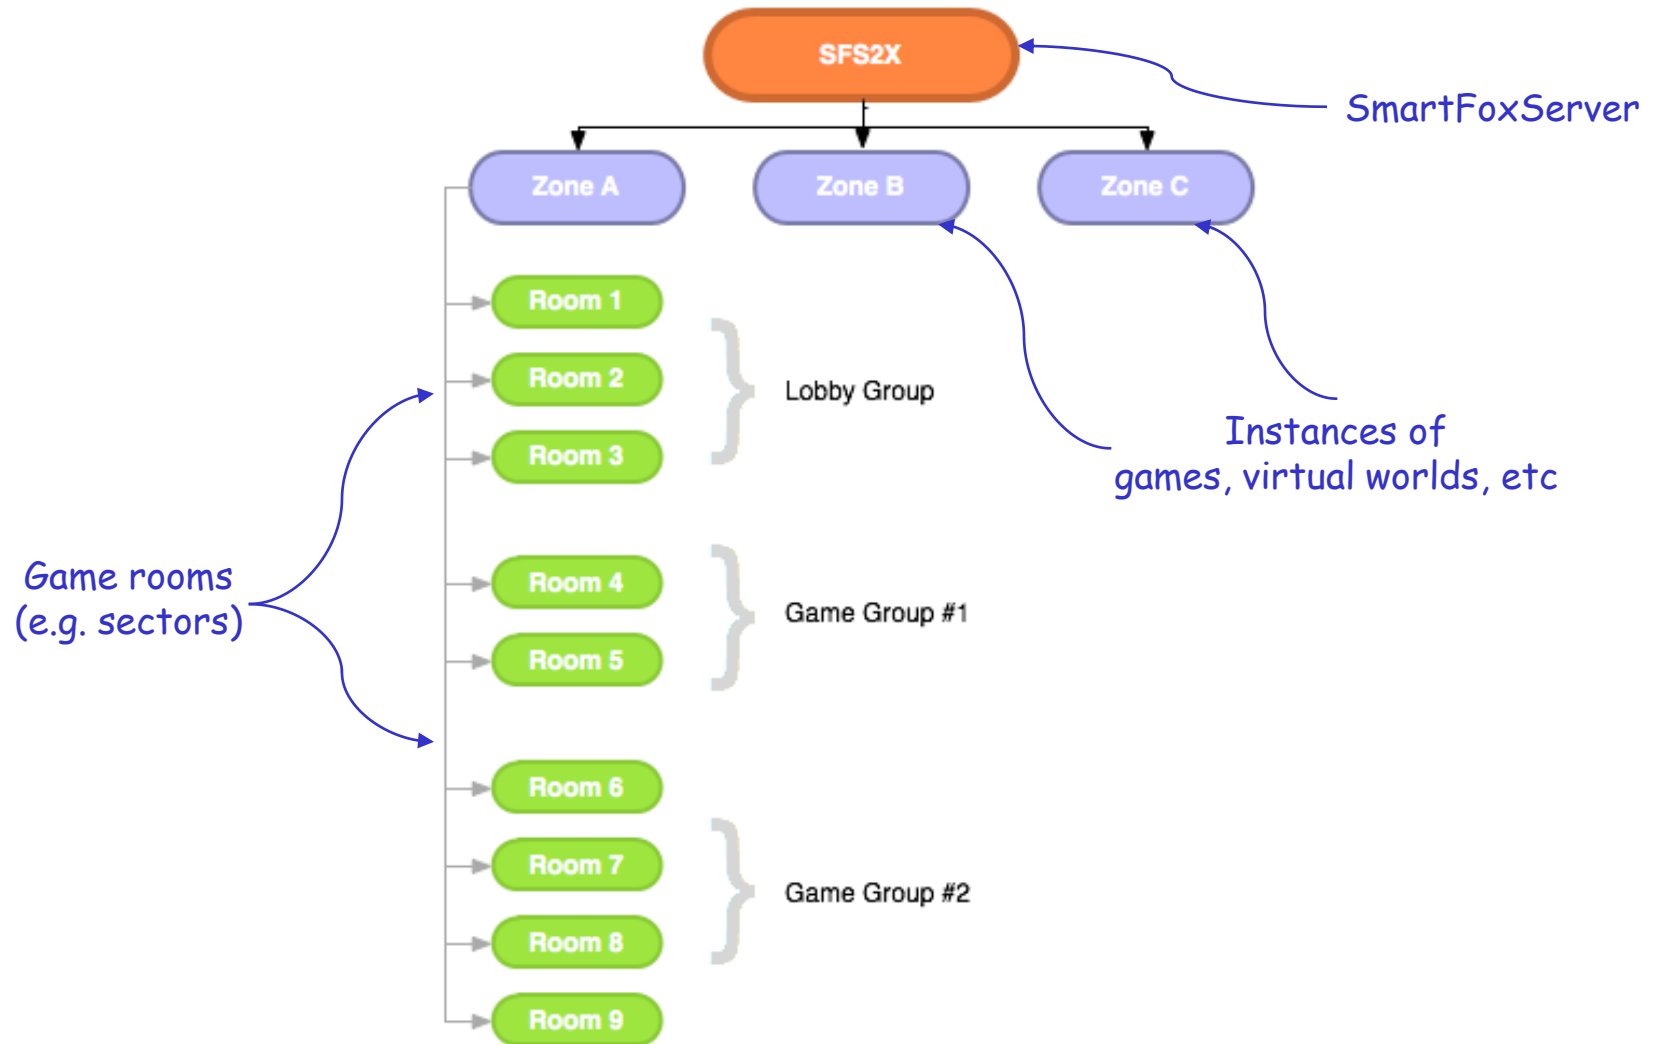 SFS2X
SmartFoxServer
Zone A
Zone B
Zone C
Room 1
Room 2
Room 3
Lobby Group
Instances of
games, virtual worlds, etc
Game rooms
(e.g. sectors)
Room 4
Room 5
Game Group #1
Room 6
Room 7
Room 8
Room 9
Game Group #2